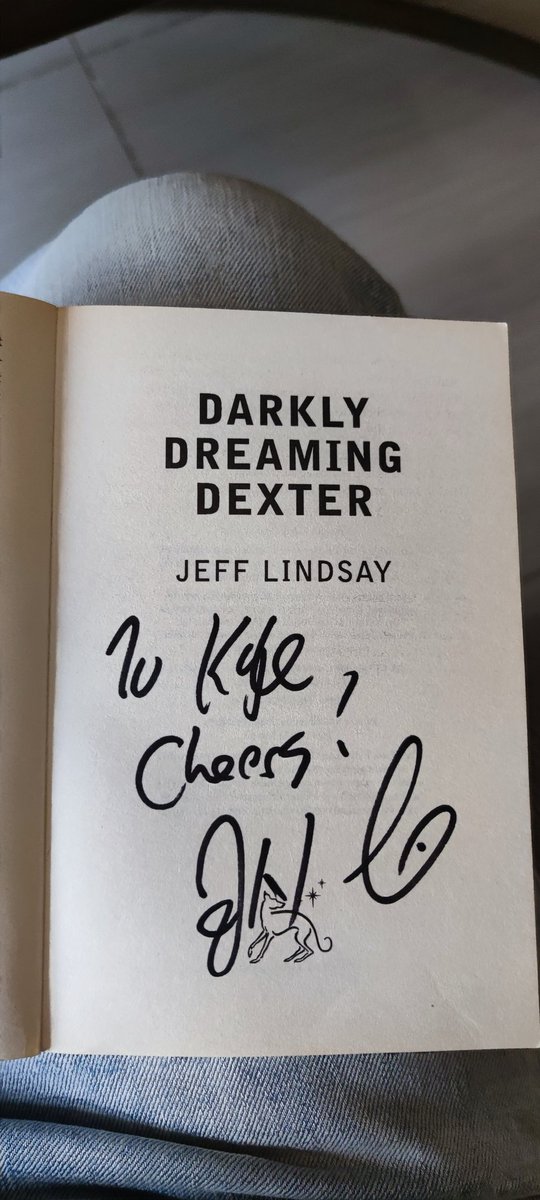 DARKLY
DREAMING
DEXTER
JEFF LINDSAY
To Kyle,
Cheers!